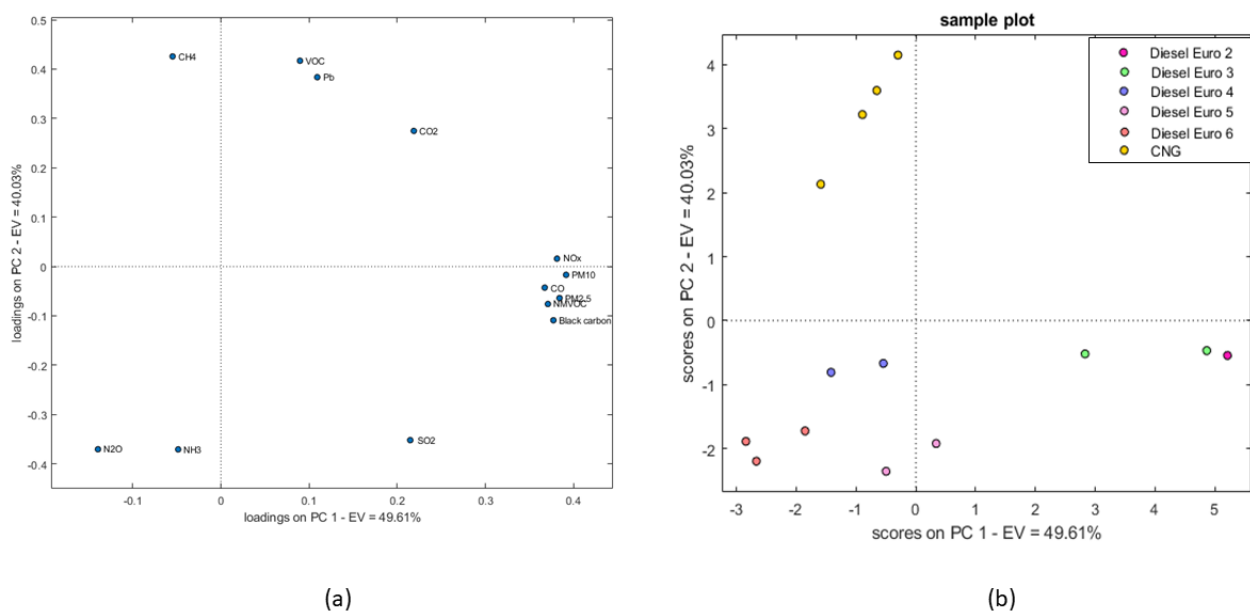 0.5
0.4
0.3
0.2
0.1
0
-0.1
-0.2
-0.3
-0.4
loadings on PC 2 - EV = 40.03%
CH4
VOC
Pb
CO2
NOx
PM10
CO
PM2.5
NMVOC
Black carbon
N2O
NH3
SO2
-0.1
0
0.1
0.2
0.3
0.4
loadings on PC 1 - EV = 49.61%
(a)
sample plot
4
3
2
1
0
-1
-2
scores on PC 2 - EV = 40.03%
Diesel Euro 2
Diesel Euro 3
Diesel Euro 4
Diesel Euro 5
Diesel Euro 6
CNG
-3
-2
-1
0
1
2
3
4
5
scores on PC 1 - EV = 49.61%
(b)